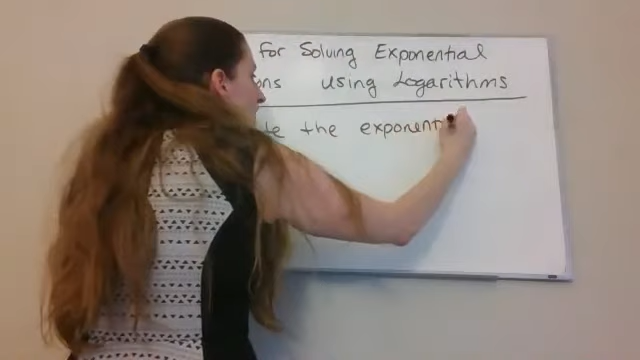 for Solving Exponential
ons using Logarithms
te the exponent